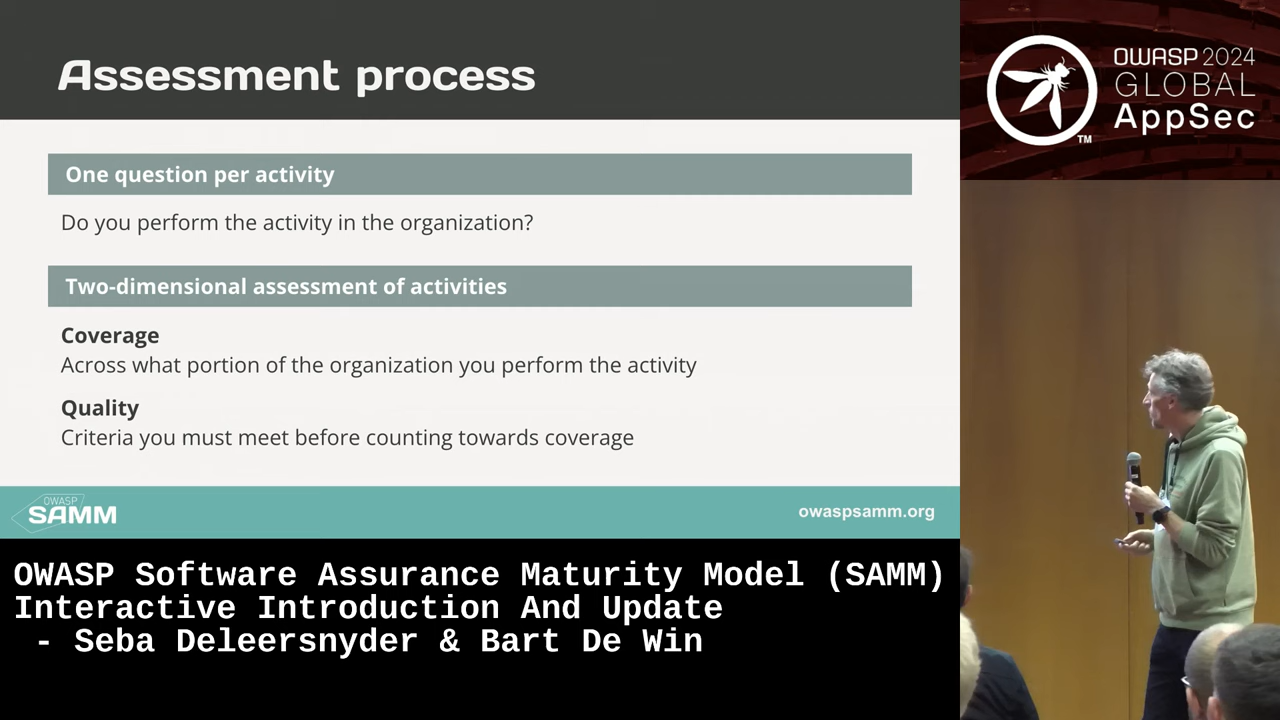 Assessment process
One question per activity
Do you perform the activity in the organization?
Two-dimensional assessment of activities
Coverage
Across what portion of the organization you perform the activity
Quality
Criteria you must meet before counting towards coverage
OWASP
SAMM
owaspsamm.org
OWASP Software Assurance Maturity Model (SAMM)
Interactive Introduction And Update
- Seba Deleersnyder & Bart De Win
OWASP 2024
GLOBAL
AppSec
TM